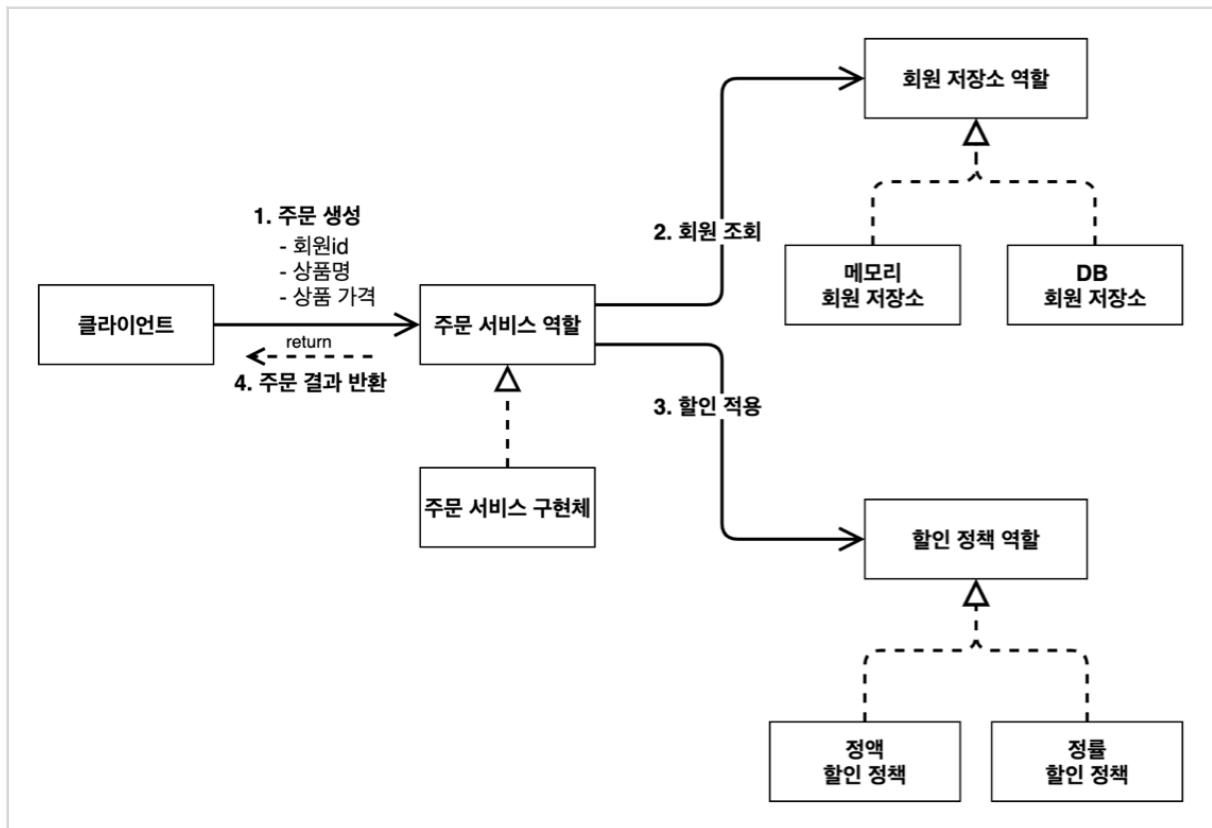 회원 저장소 역할
1. 주문 생성
- 회원id
- 상품명
- 상품 가격
2. 회원 조회
메모리
회원 저장소
DB
회원 저장소
클라이언트
주문 서비스 역할
return
4. 주문 결과 반환
3. 할인 적용
주문 서비스 구현체
할인 정책 역할
정액
할인 정책
정률
할인 정책